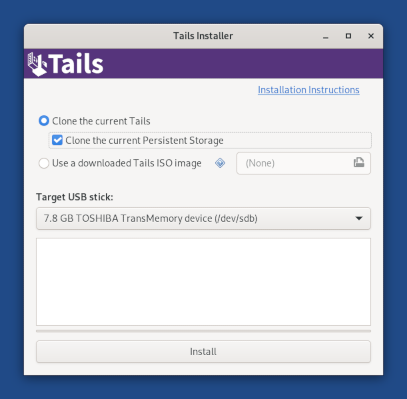 Tails Installer
Tails
Installation Instructions
Clone the current Tails
Clone the current Persistent Storage
Use a downloaded Tails ISO image
(None)
Target USB stick:
7.8 GB TOSHIBA TransMemory device (/dev/sdb)
Install